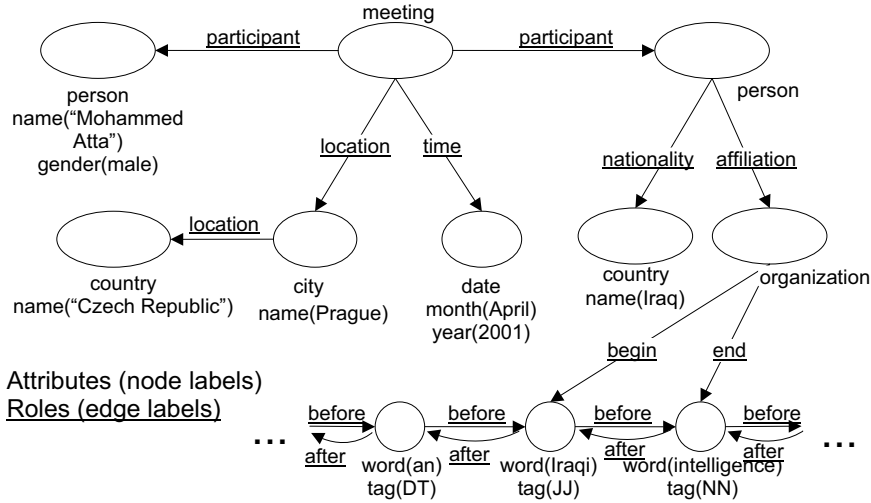 meeting
participant
participant
person
name("Mohammed
Atta")
gender(male)
person
location
time
nationality
affiliation
location
country
name("Czech Republic")
city
name(Prague)
date
month(April)
year(2001)
country
name(Iraq)
organization
begin
end
Attributes (node labels)
Roles (edge labels)
...
before
before
before
before
...
after
after
after
after
word(an)
tag(DT)
word(Iraqi)
tag(JJ)
word(intelligence)
tag(NN)